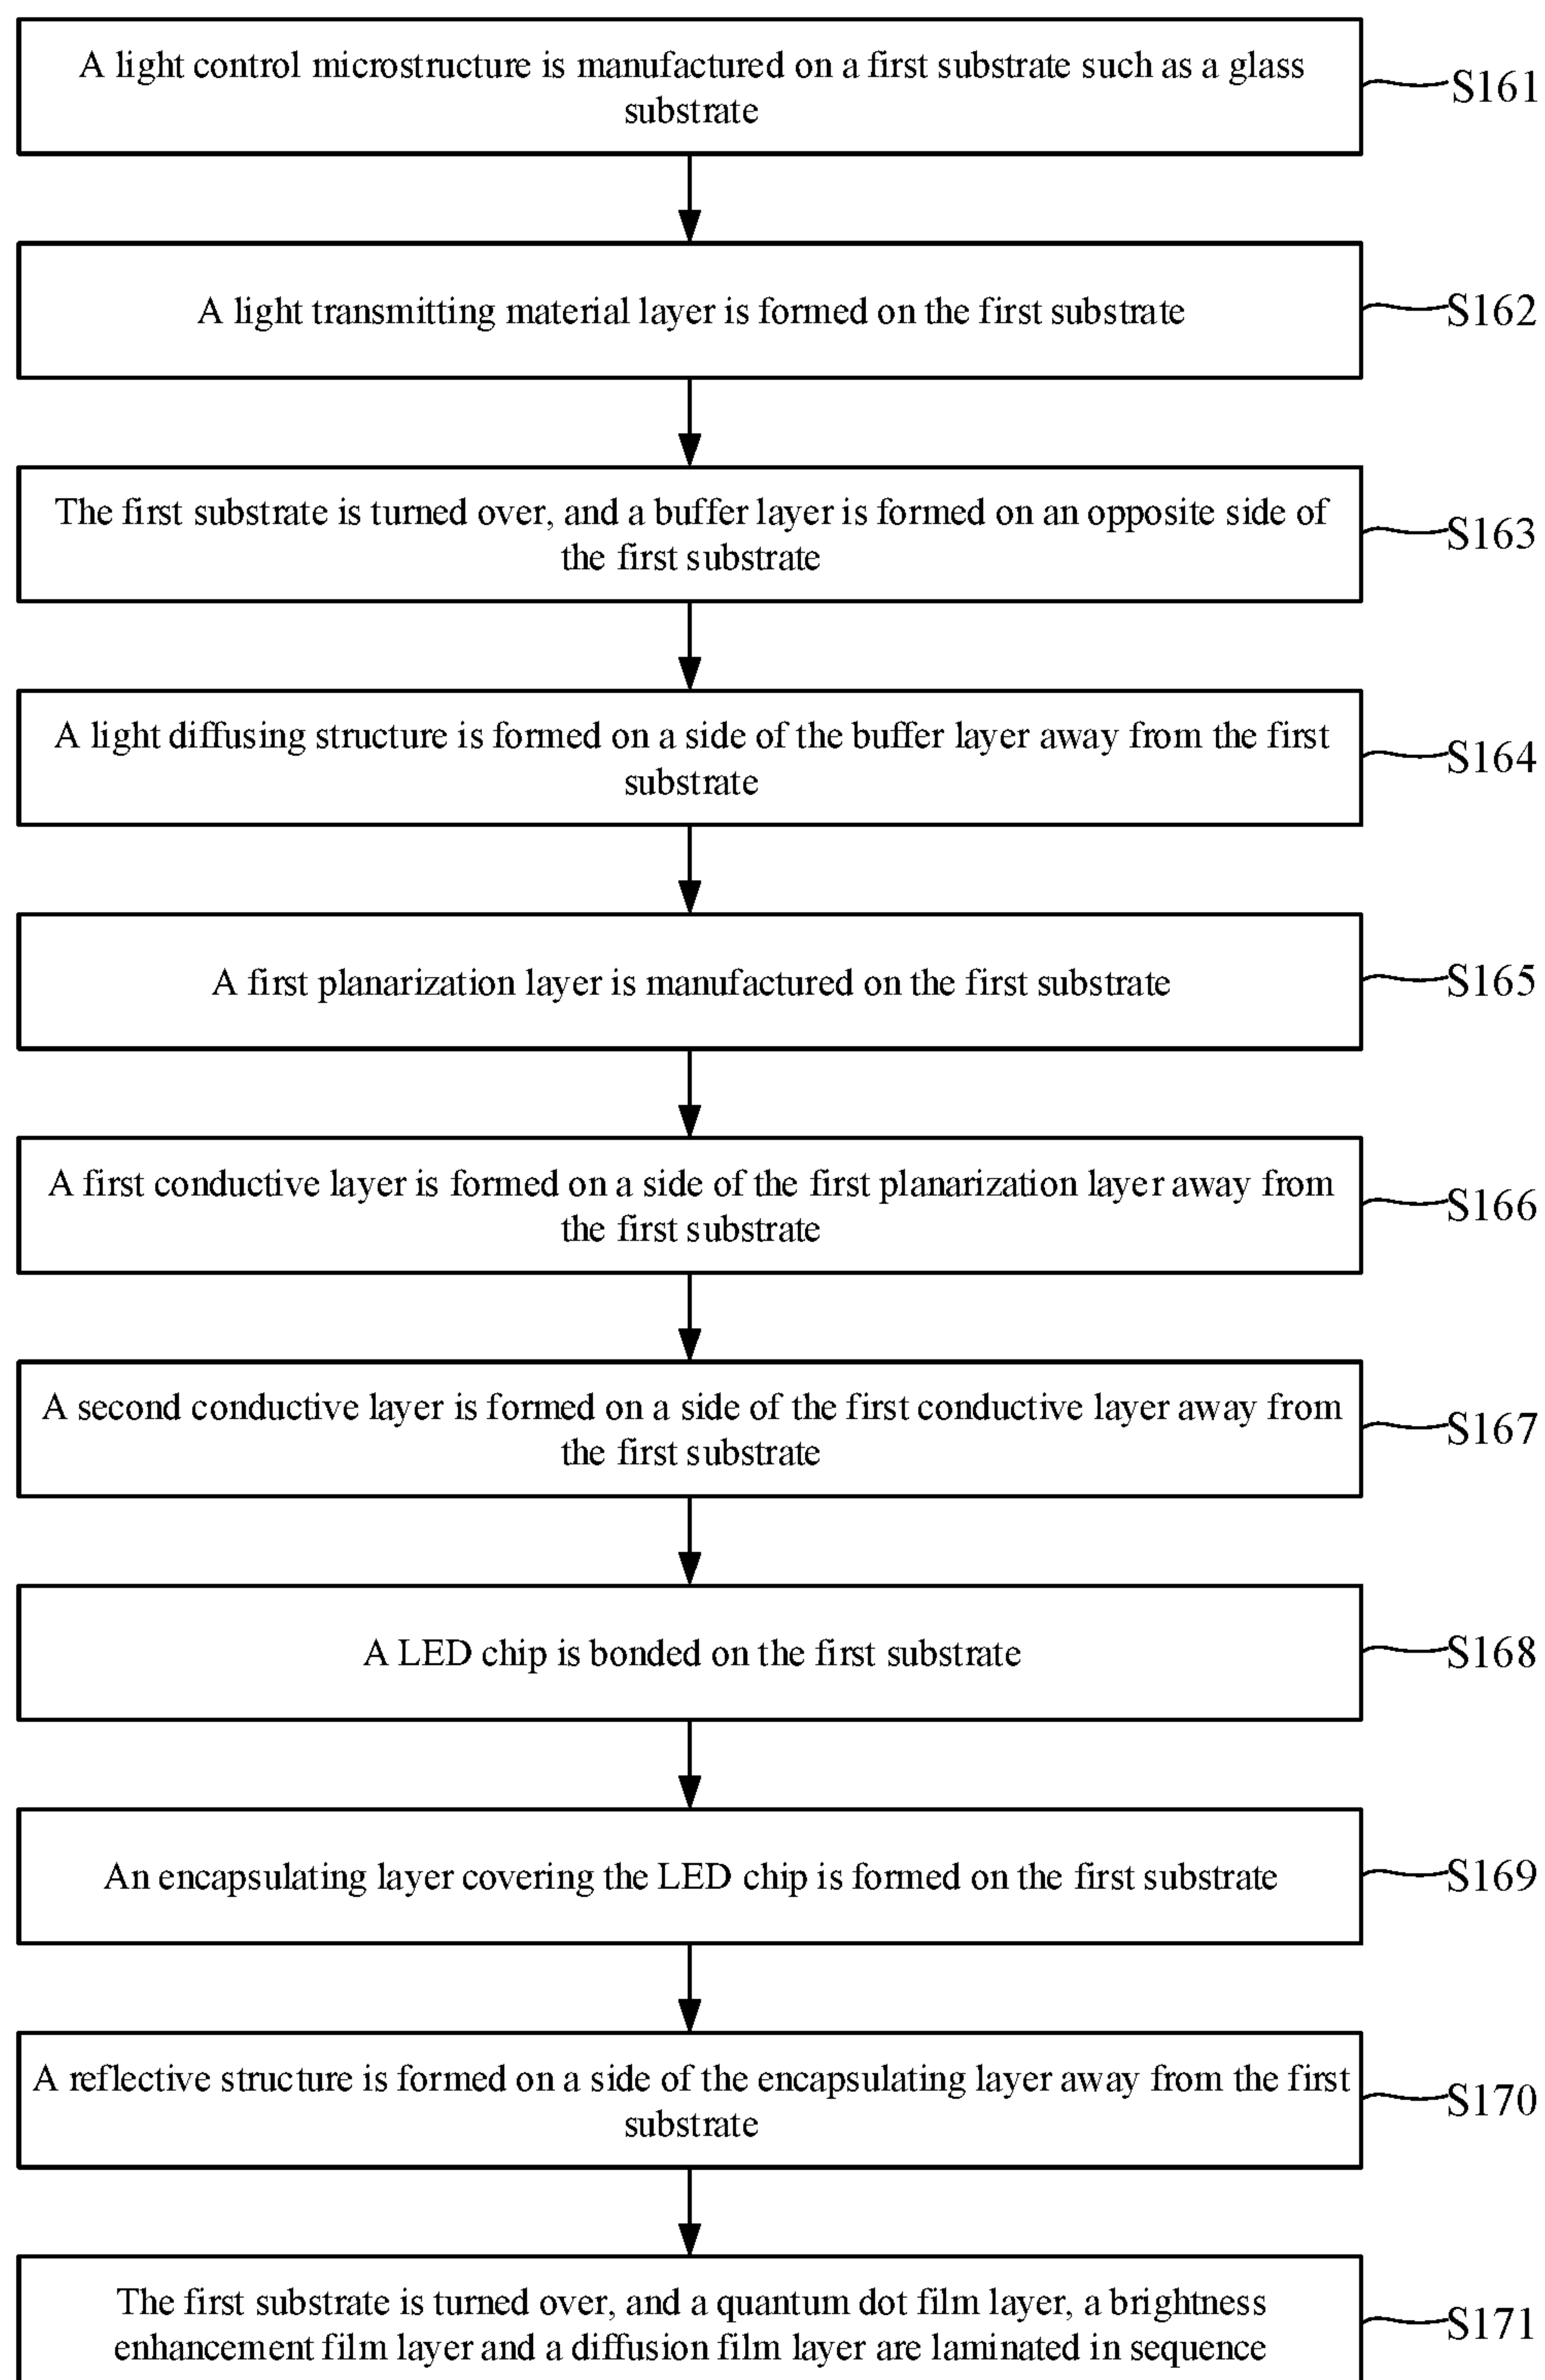 A light control microstructure is manufactured on a first substrate such as a glass
substrate
S161
A light transmitting material layer is formed on the first substrate
S162
The first substrate is turned over, and a buffer layer is formed on an opposite side of
the first substrate
S163
A light diffusing structure is formed on a side of the buffer layer away from the first
substrate
S164
A first planarization layer is manufactured on the first substrate
S165
A first conductive layer is formed on a side of the first planarization layer away from
the first substrate
S166
A second conductive layer is formed on a side of the first conductive layer away from
the first substrate
S167
A LED chip is bonded on the first substrate
S168
An encapsulating layer covering the LED chip is formed on the first substrate
S169
A reflective structure is formed on a side of the encapsulating layer away from the first
substrate
S170
The first substrate is turned over, and a quantum dot film layer, a brightness
enhancement film layer and a diffusion film layer are laminated in sequence
S171